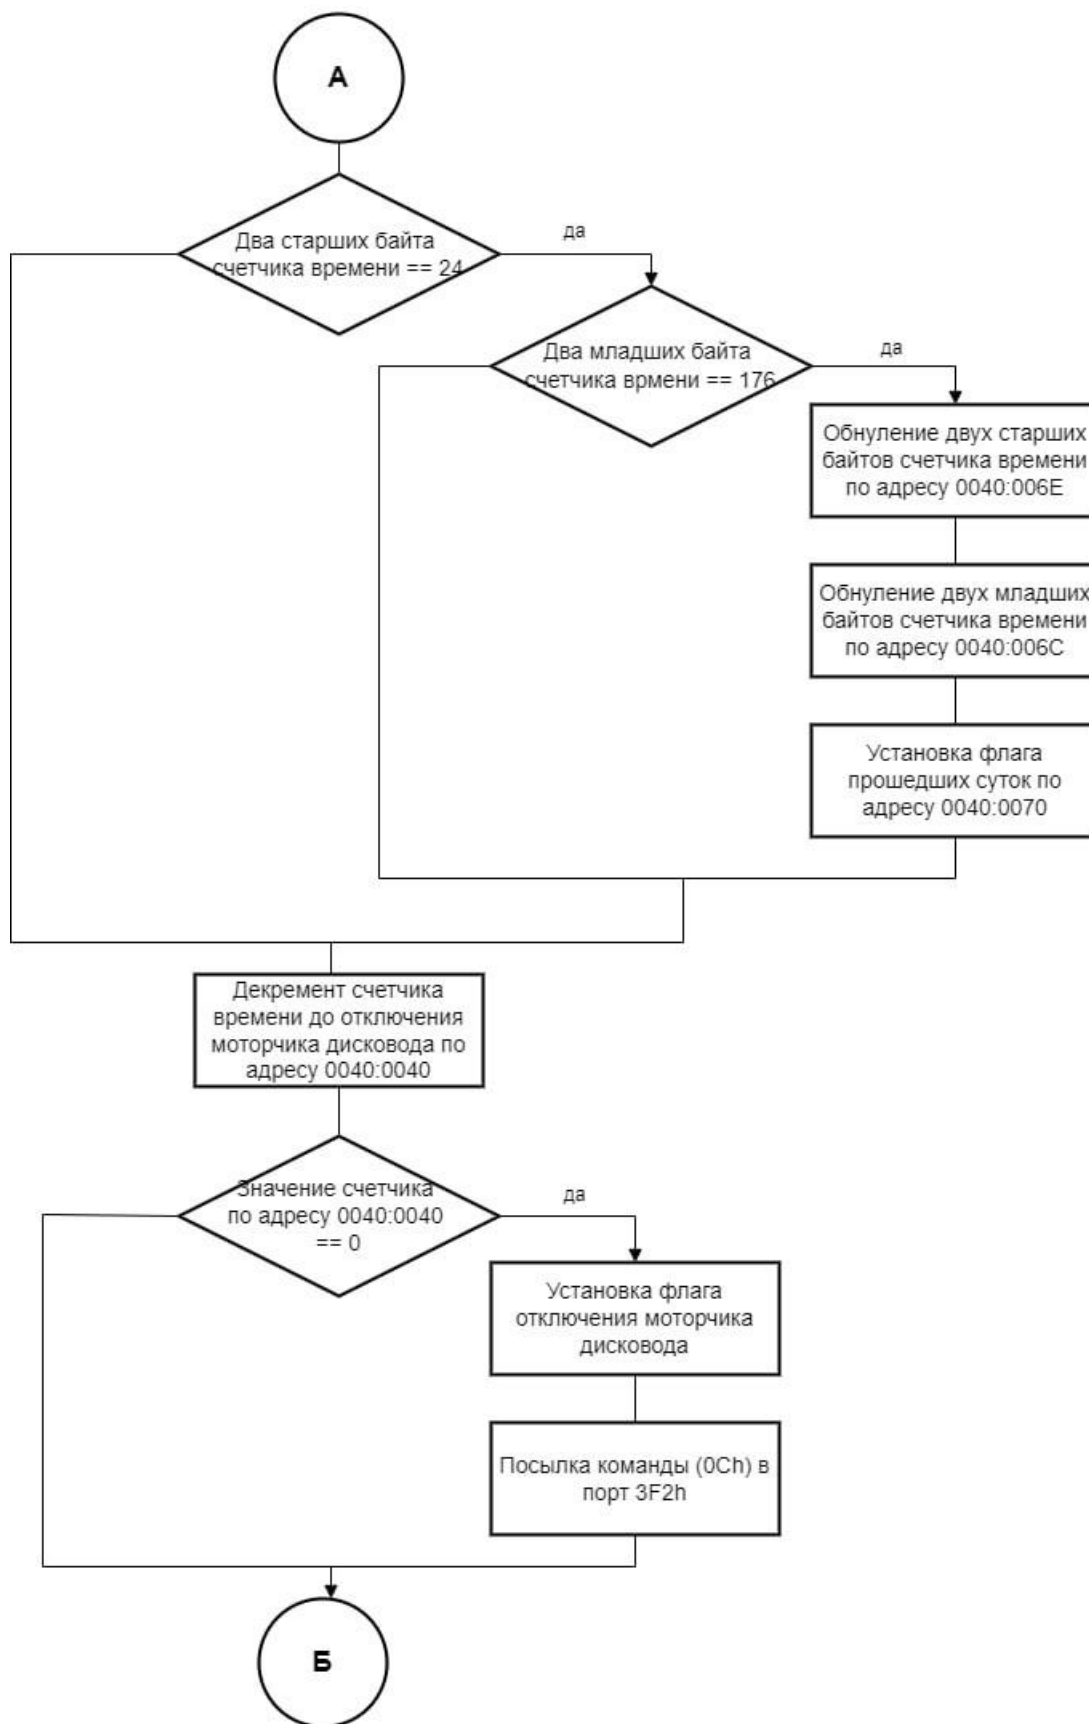 А
Два старших байта
счетчика времени == 24
да
Два младших байта
счетчика врмени == 176
да
Обнуление двух старших
байтов счетчика времени
по адресу 0040:006E
Обнуление двух младших
байтов счетчика времени
по адресу 0040:006C
Установка флага
прошедших суток по
адресу 0040:0070
Декремент счетчика
времени до отключения
моторчика дисковода по
адресу 0040:0040
Значение счетчика
по адресу 0040:0040
== 0
да
Установка флага
отключения моторчика
дисковода
Посылка команды (0Ch) в
порт 3F2h
Б